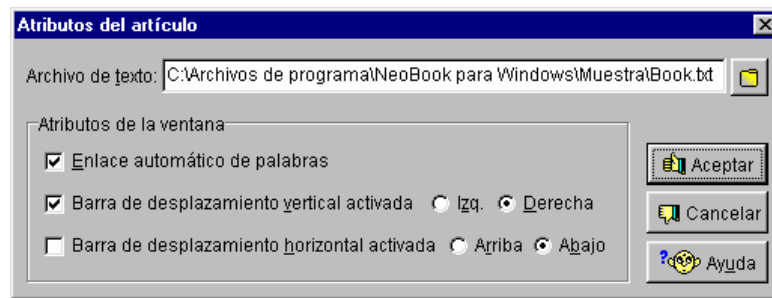 Atributos del artículo
Archivo de texto: C:\Archivos de programa\NeoBook para Windows\Muestra\Book.txt
Atributos de la ventana
Enlace automático de palabras
Barra de desplazamiento vertical activada Izq. Derecha
Barra de desplazamiento horizontal activada Arriba Abajo
Aceptar
Cancelar
Ayuda